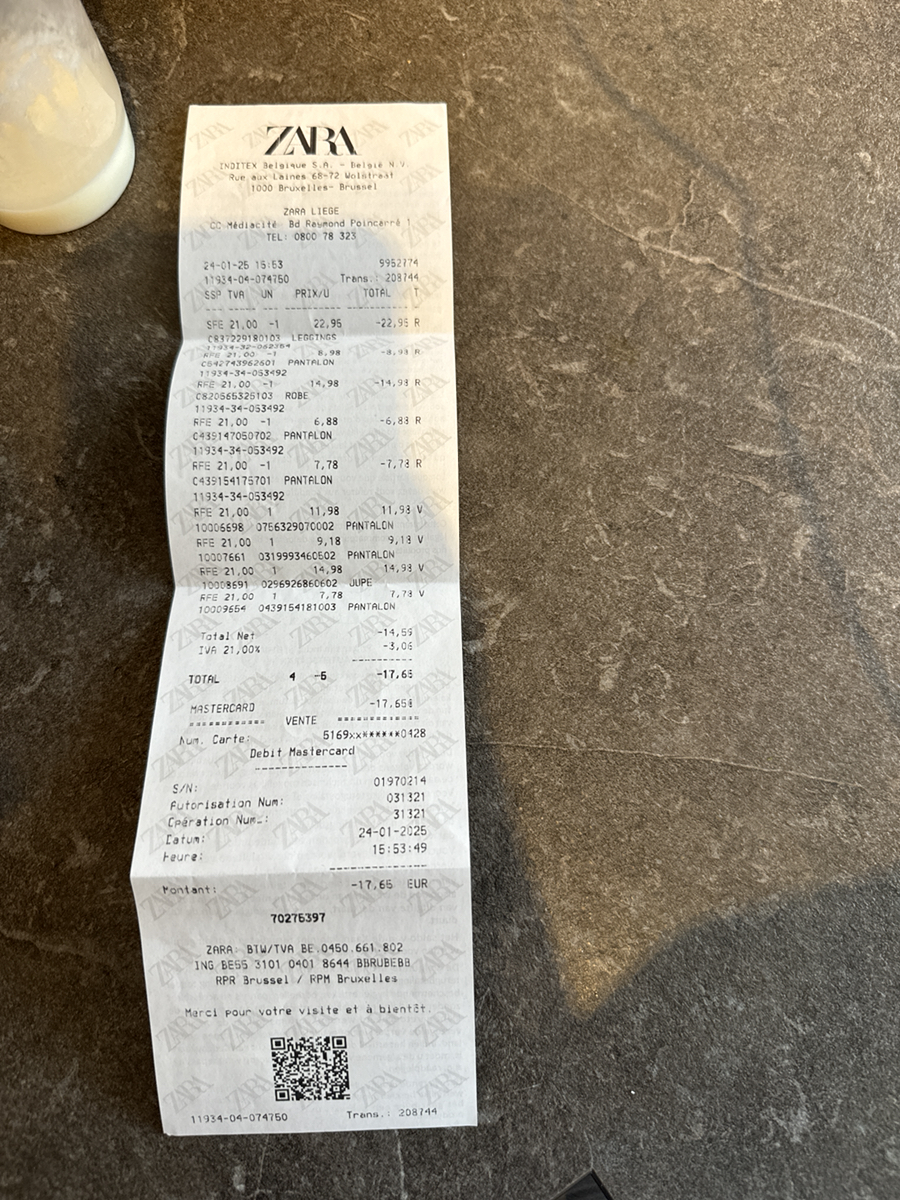 ZARA
INDITEX Belgique S.A. - België N.V.
Rue aux Laines 68-72 Wolstraat
1000 Bruxelles- Brussel
ZARA LIEGE
CC Médiacité Bd Raymond Poincarré 1
TEL: 0800 78 323
24-01-25 15:53 9952774
11934-04-074750 Trans.: 208744
SSP TVA UN PRIX/U TOTAL T
SFE 21,00 -1 22,95 -22,95 R
C837229180103 LEGGINGS
RFE 21,00 -1 8,98 -8,98 R
C842743962601 PANTALON
11934-34-053492
RFE 21,00 -1 14,98 -14,98 R
C820565325103 ROBE
11934-34-053492
RFE 21,00 -1 6,88 -6,88 R
C439147050702 PANTALON
11934-34-053492
RFE 21,00 -1 7,78 -7,78 R
C439154175701 PANTALON
11934-34-053492
RFE 21,00 1 11,98 11,98 V
10006698 0756329070002 PANTALON
RFE 21,00 1 9,18 9,18 V
10007661 0319993460502 PANTALON
RFE 21,00 1 14,98 14,98 V
10008691 0296926860602 JUPE
RFE 21,00 1 7,78 7,78 V
10009654 0439154181003 PANTALON
Total Net -14,59
IVA 21,00% -3,06
TOTAL 4 -5 -17,65
MASTERCARD -17,65€
============ VENTE ============
Num. Carte: 5169xx******0428
Debit Mastercard
S/N: 01970214
Autorisation Num: 031321
Opération Num.: 31321
Datum: 24-01-2025
Heure: 15:53:49
Montant: -17,65 EUR
70275397
ZARA BTW/TVA BE 0450.661.802
ING BE55 3101 0401 8644 BBRUBEBB
RPR Brussel / RPM Bruxelles
Merci pour votre visite et à bientôt.
11934-04-074750 Trans.: 208744